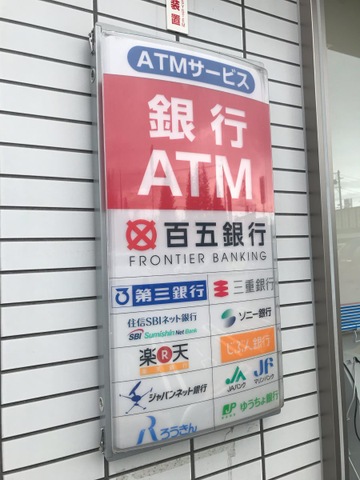 装置
ATMサービス
銀行
ATM
百五銀行
FRONTIER BANKING
第三銀行
三重銀行
住信SBIネット銀行
SBI Sumishin Net Bank
ソニー銀行
楽天
R
じぶん銀行
ジャパンネット銀行
JA
JAバンク
JF
マリンバンク
JP
ゆうちょ銀行
ろうきん